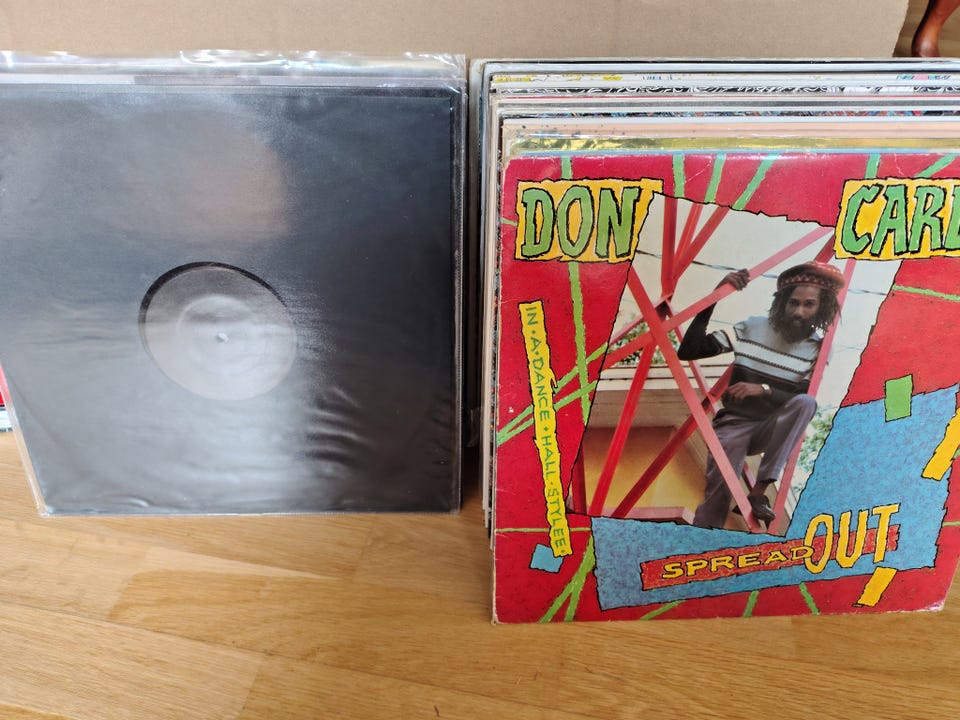 DON CARL
IN·A·DANCE·HALL·STYLEE·
SPREAD OUT